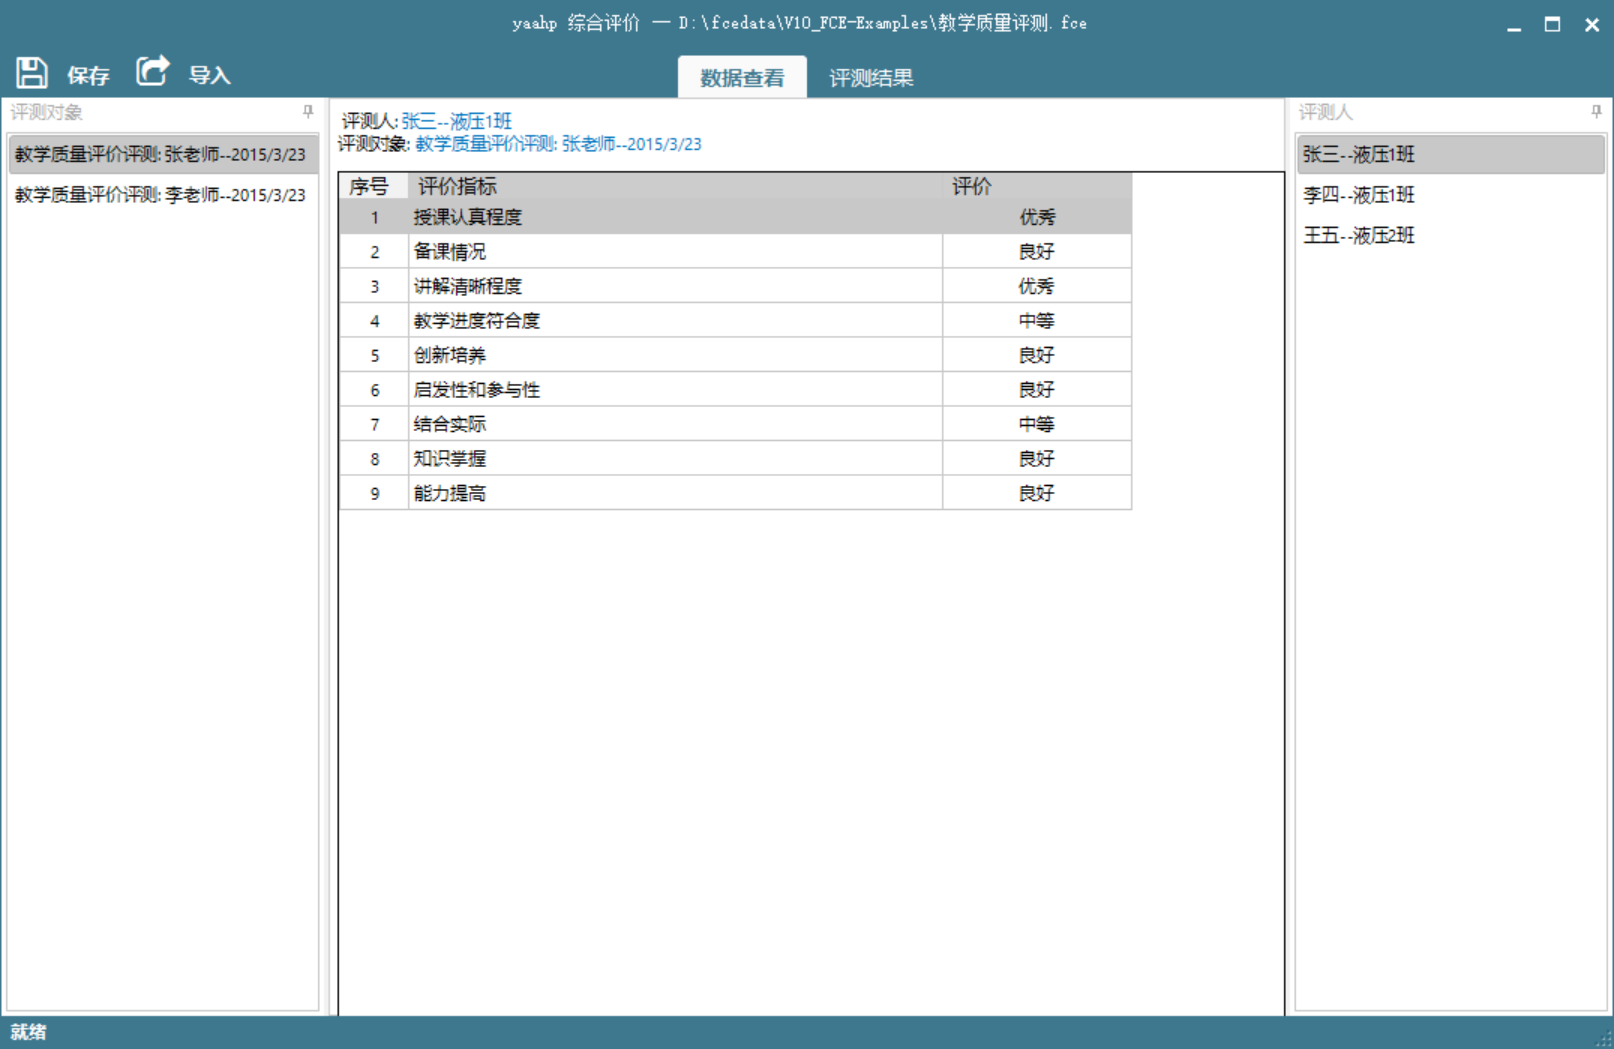 yaahp 综合评价 — D:\fcedata\V10_FCE-Examples\教学质量评测.fce
保存 导入 数据查看 评测结果
评测对象
教学质量评价评测: 张老师--2015/3/23
教学质量评价评测: 李老师--2015/3/23
评测人: 张三--液压1班
评测对象: 教学质量评价评测: 张老师--2015/3/23
序号 评价指标 评价
1 授课认真程度 优秀
2 备课情况 良好
3 讲解清晰程度 优秀
4 教学进度符合度 中等
5 创新培养 良好
6 启发性和参与性 良好
7 结合实际 中等
8 知识掌握 良好
9 能力提高 良好
评测人
张三--液压1班
李四--液压1班
王五--液压2班
就绪